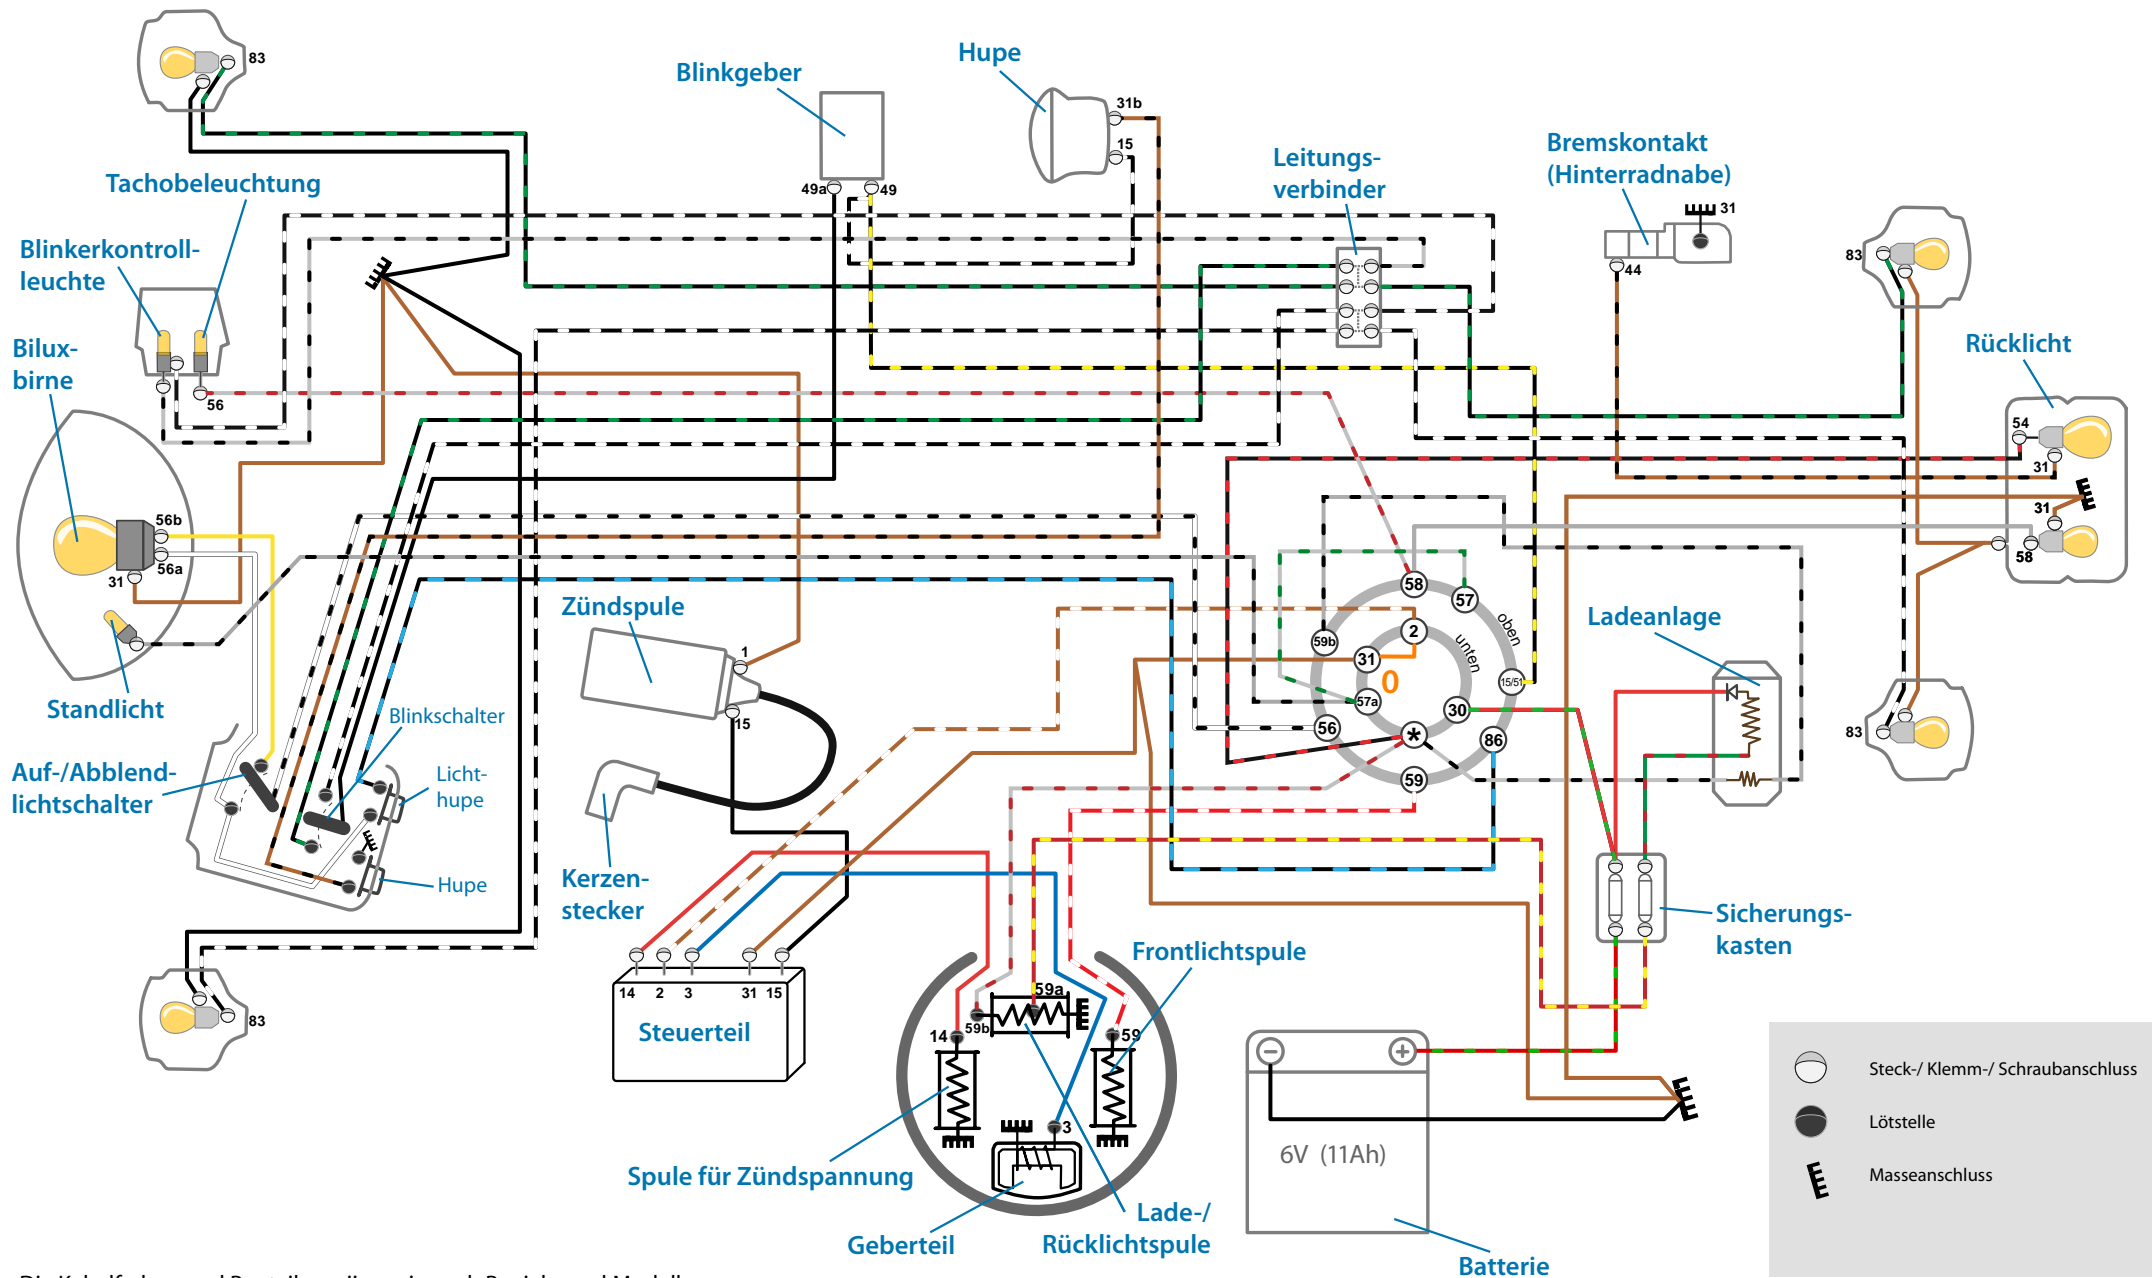 83
Blinkgeber
Hupe
31b
15
Leitungs-
verbinder
Bremskontakt
(Hinterradnabe)
31
44
Tachobeleuchtung
49a
49
Blinkerkontroll-
leuchte
83
Bilux-
birne
56
Rücklicht
54
31
31
58
56b
56a
31
Standlicht
Zündspule
1
15
58
57
59b
2
oben
unten
31
0
15/51
57a
30
56
*
86
59
Ladeanlage
83
Blinkschalter
Auf-/Abblend-
lichtschalter
Licht-
hupe
Hupe
Kerzen-
stecker
Sicherungs-
kasten
Frontlichtspule
14
2
3
31
15
Steuerteil
59a
59b
14
59
3
83
6V (11Ah)
Steck-/ Klemm-/ Schraubanschluss
Lötstelle
Masseanschluss
Spule für Zündspannung
Geberteil
Lade-/
Rücklichtspule
Batterie